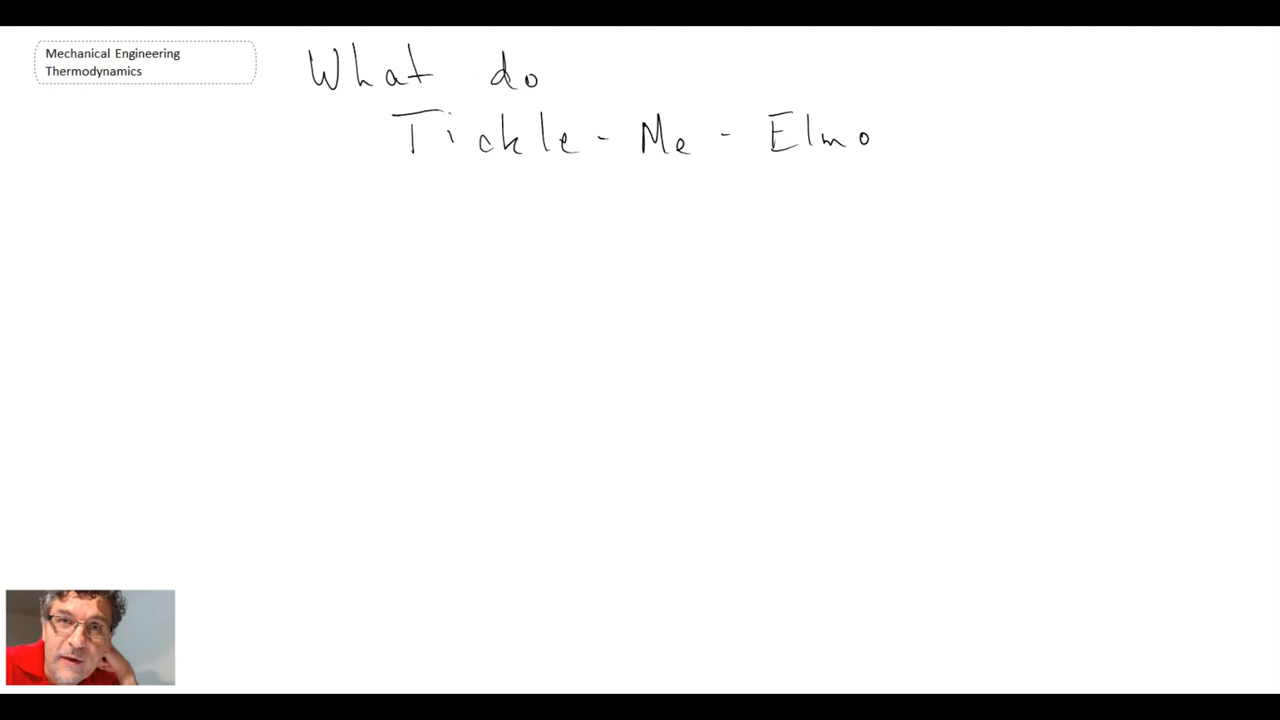 Mechanical Engineering
Thermodynamics
What do
Tickle - Me - Elmo